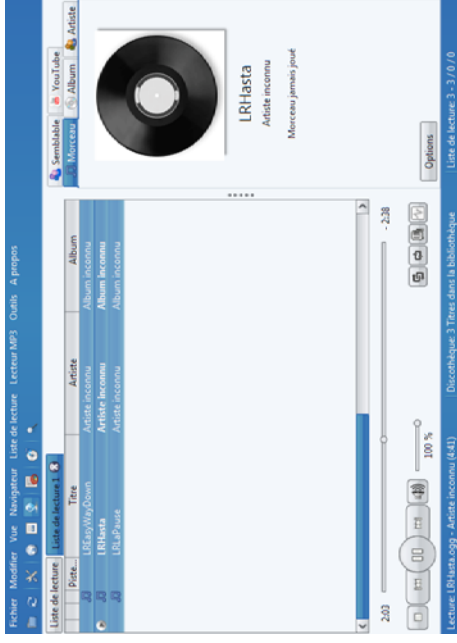 Fichier Modifier Vue Navigateur Liste de lecture Lecteur MP3 Outils A propos
Liste de lecture Liste de lecture 1
Semblable YouTube
Morceau Album Artiste
Piste... Titre Artiste Album
LREasyWayDown Artiste inconnu Album inconnu
LRHasta Artiste inconnu Album inconnu
LRLaPause Artiste inconnu Album inconnu
LRHasta
Artiste inconnu
Morceau jamais joué
Options
2:03 - 2:38
100 %
Lecture: LRHasta.ogg - Artiste inconnu (4:41) Discothèque: 3 Titres dans la bibliothèque Liste de lecture: 3 - 3 / 0 / 0